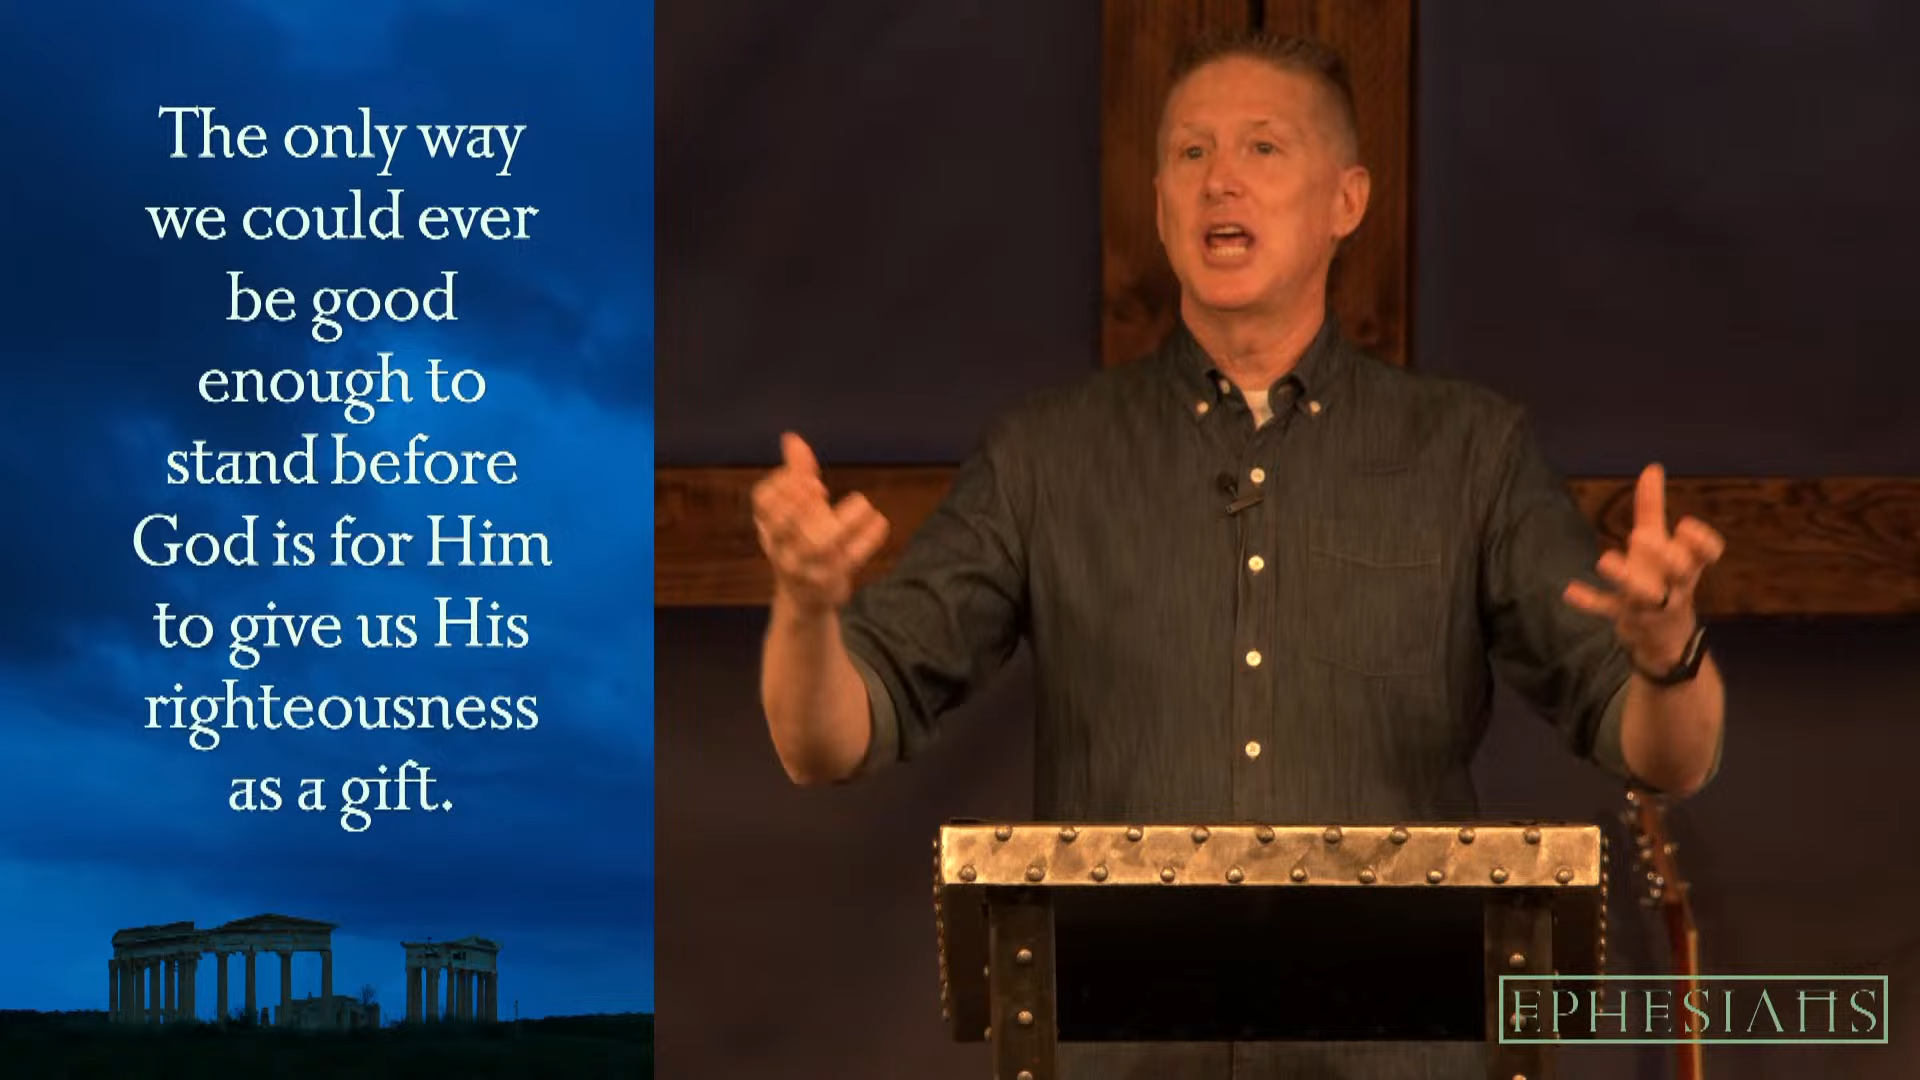 The only way
we could ever
be good
enough to
stand before
God is for Him
to give us His
righteousness
as a gift.
EPHESIANS